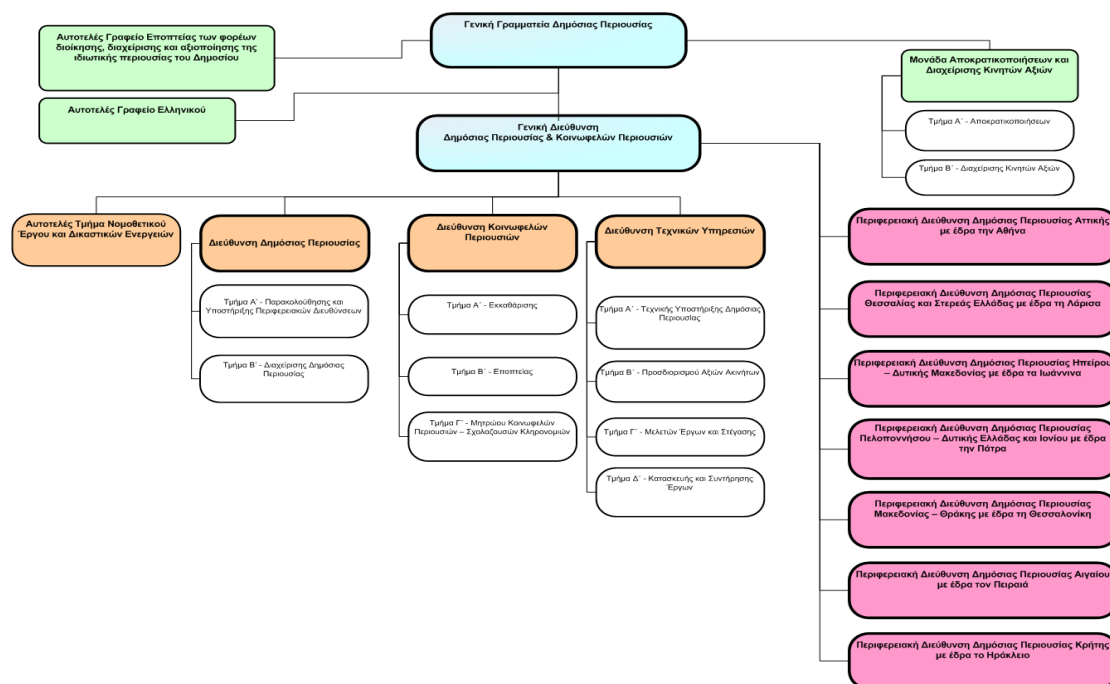 Γενική Γραμματεία Δημόσιας Περιουσίας
Αυτοτελές Γραφείο Εποπτείας των φορέων
διοίκησης, διαχείρισης και αξιοποίησης της
ιδιωτικής περιουσίας του Δημοσίου
Αυτοτελές Γραφείο Ελληνικού
Μονάδα Αποκρατικοποιήσεων και
Διαχείρισης Κινητών Αξιών
Τμήμα Α΄ - Αποκρατικοποιήσεων
Τμήμα Β΄ - Διαχείρισης Κινητών Αξιών
Γενική Διεύθυνση
Δημόσιας Περιουσίας & Κοινωφελών Περιουσιών
Αυτοτελές Τμήμα Νομοθετικού
Έργου και Δικαστικών Ενεργειών
Διεύθυνση Δημόσιας Περιουσίας
Τμήμα Α' - Παρακολούθησης και
Υποστήριξης Περιφερειακών Διευθύνσεων
Τμήμα Β΄ - Διαχείρισης Δημόσιας
Περιουσίας
Διεύθυνση Κοινωφελών
Περιουσιών
Τμήμα Α΄ - Εκκαθάρισης
Τμήμα Β΄ - Εποπτείας
Τμήμα Γ΄ - Μητρώου Κοινωφελών
Περιουσιών – Σχολαζουσών Κληρονομιών
Διεύθυνση Τεχνικών Υπηρεσιών
Τμήμα Α΄ - Τεχνικής Υποστήριξης Δημόσιας
Περιουσίας
Τμήμα Β΄ - Προσδιορισμού Αξιών Ακινήτων
Τμήμα Γ΄ - Μελετών Έργων και Στέγασης
Τμήμα Δ΄ - Κατασκευής και Συντήρησης
Έργων
Περιφερειακή Διεύθυνση Δημόσιας Περιουσίας Αττικής
με έδρα την Αθήνα
Περιφερειακή Διεύθυνση Δημόσιας Περιουσίας
Θεσσαλίας και Στερεάς Ελλάδας με έδρα τη Λάρισα
Περιφερειακή Διεύθυνση Δημόσιας Περιουσίας Ηπείρου
– Δυτικής Μακεδονίας με έδρα τα Ιωάννινα
Περιφερειακή Διεύθυνση Δημόσιας Περιουσίας
Πελοποννήσου – Δυτικής Ελλάδας και Ιονίου με έδρα
την Πάτρα
Περιφερειακή Διεύθυνση Δημόσιας Περιουσίας
Μακεδονίας – Θράκης με έδρα τη Θεσσαλονίκη
Περιφερειακή Διεύθυνση Δημόσιας Περιουσίας Αιγαίου
με έδρα τον Πειραιά
Περιφερειακή Διεύθυνση Δημόσιας Περιουσίας Κρήτης
με έδρα το Ηράκλειο